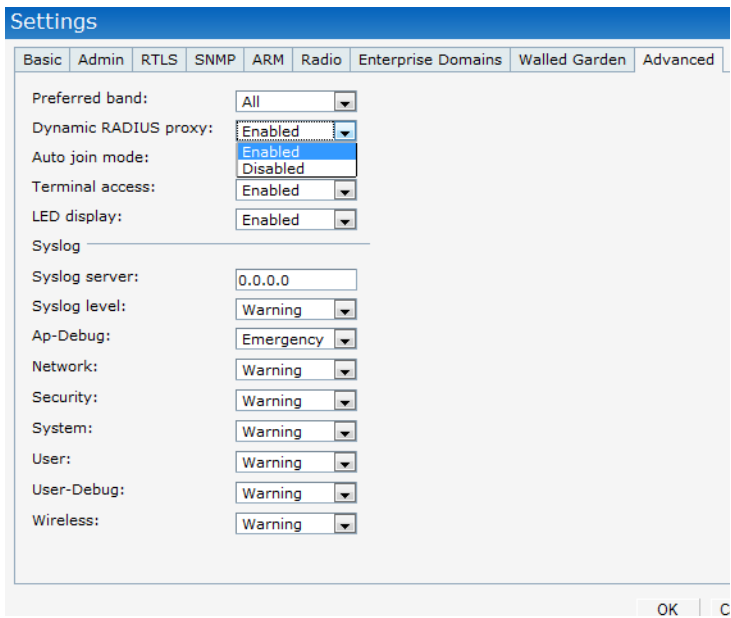 Settings
Basic Admin RTLS SNMP ARM Radio Enterprise Domains Walled Garden Advanced
Preferred band: All
Dynamic RADIUS proxy: Enabled
Enabled
Auto join mode:
Disabled
Terminal access: Enabled
LED display: Enabled
Syslog
Syslog server: 0.0.0.0
Syslog level: Warning
Ap-Debug: Emergency
Network: Warning
Security: Warning
System: Warning
User: Warning
User-Debug: Warning
Wireless: Warning
OK C